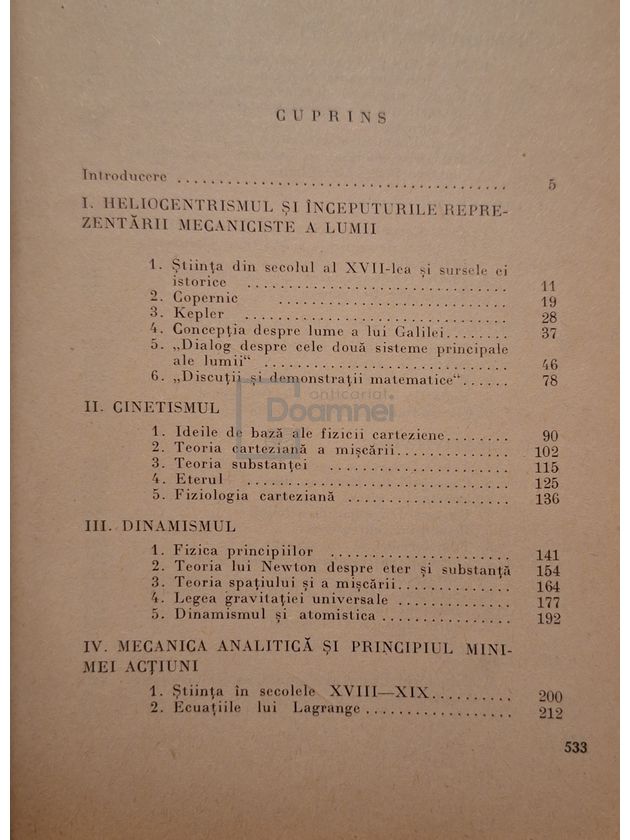 CUPRINS
Introducere ........................................ 5
I. HELIOCENTRISMUL ŞI ÎNCEPUTURILE REPRE-
ZENTĂRII MECANICISTE A LUMII
1. Ştiinţa din secolul al XVII-lea şi sursele ei
istorice .............................. 11
2. Copernic .......................... 19
3. Kepler .............................. 28
4. Concepţia despre lume a lui Galilei........ 37
5. „Dialog despre cele două sisteme principale
ale lumii“ ........................ 46
6. „Discuţii şi demonstraţii matematice“...... 78
anticariat
Doamnei
II. CINETISMUL
1. Ideile de bază ale fizicii carteziene........ 90
2. Teoria carteziană a mişcării.............. 102
3. Teoria substanţei ...................... 115
4. Eterul .............................. 125
5. Fiziologia carteziană .................... 136
III. DINAMISMUL
1. Fizica principiilor ...................... 141
2. Teoria lui Newton despre eter şi substanţă 154
3. Teoria spaţiului şi a mişcării.............. 164
4. Legea gravitaţiei universale .............. 177
5. Dinamismul şi atomistica ................ 192
IV. MECANICA ANALITICĂ ŞI PRINCIPIUL MINI-
MEI ACŢIUNI
1. Ştiinţa în secolele XVIII—XIX.......... 200
2. Ecuaţiile lui Lagrange .................. 212
533